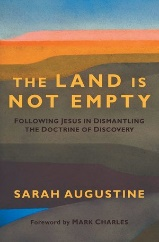 THE LAND IS
NOT EMPTY
FOLLOWING JESUS IN DISMANTLING
THE DOCTRINE OF DISCOVERY
SARAH AUGUSTINE
Foreword by MARK CHARLES